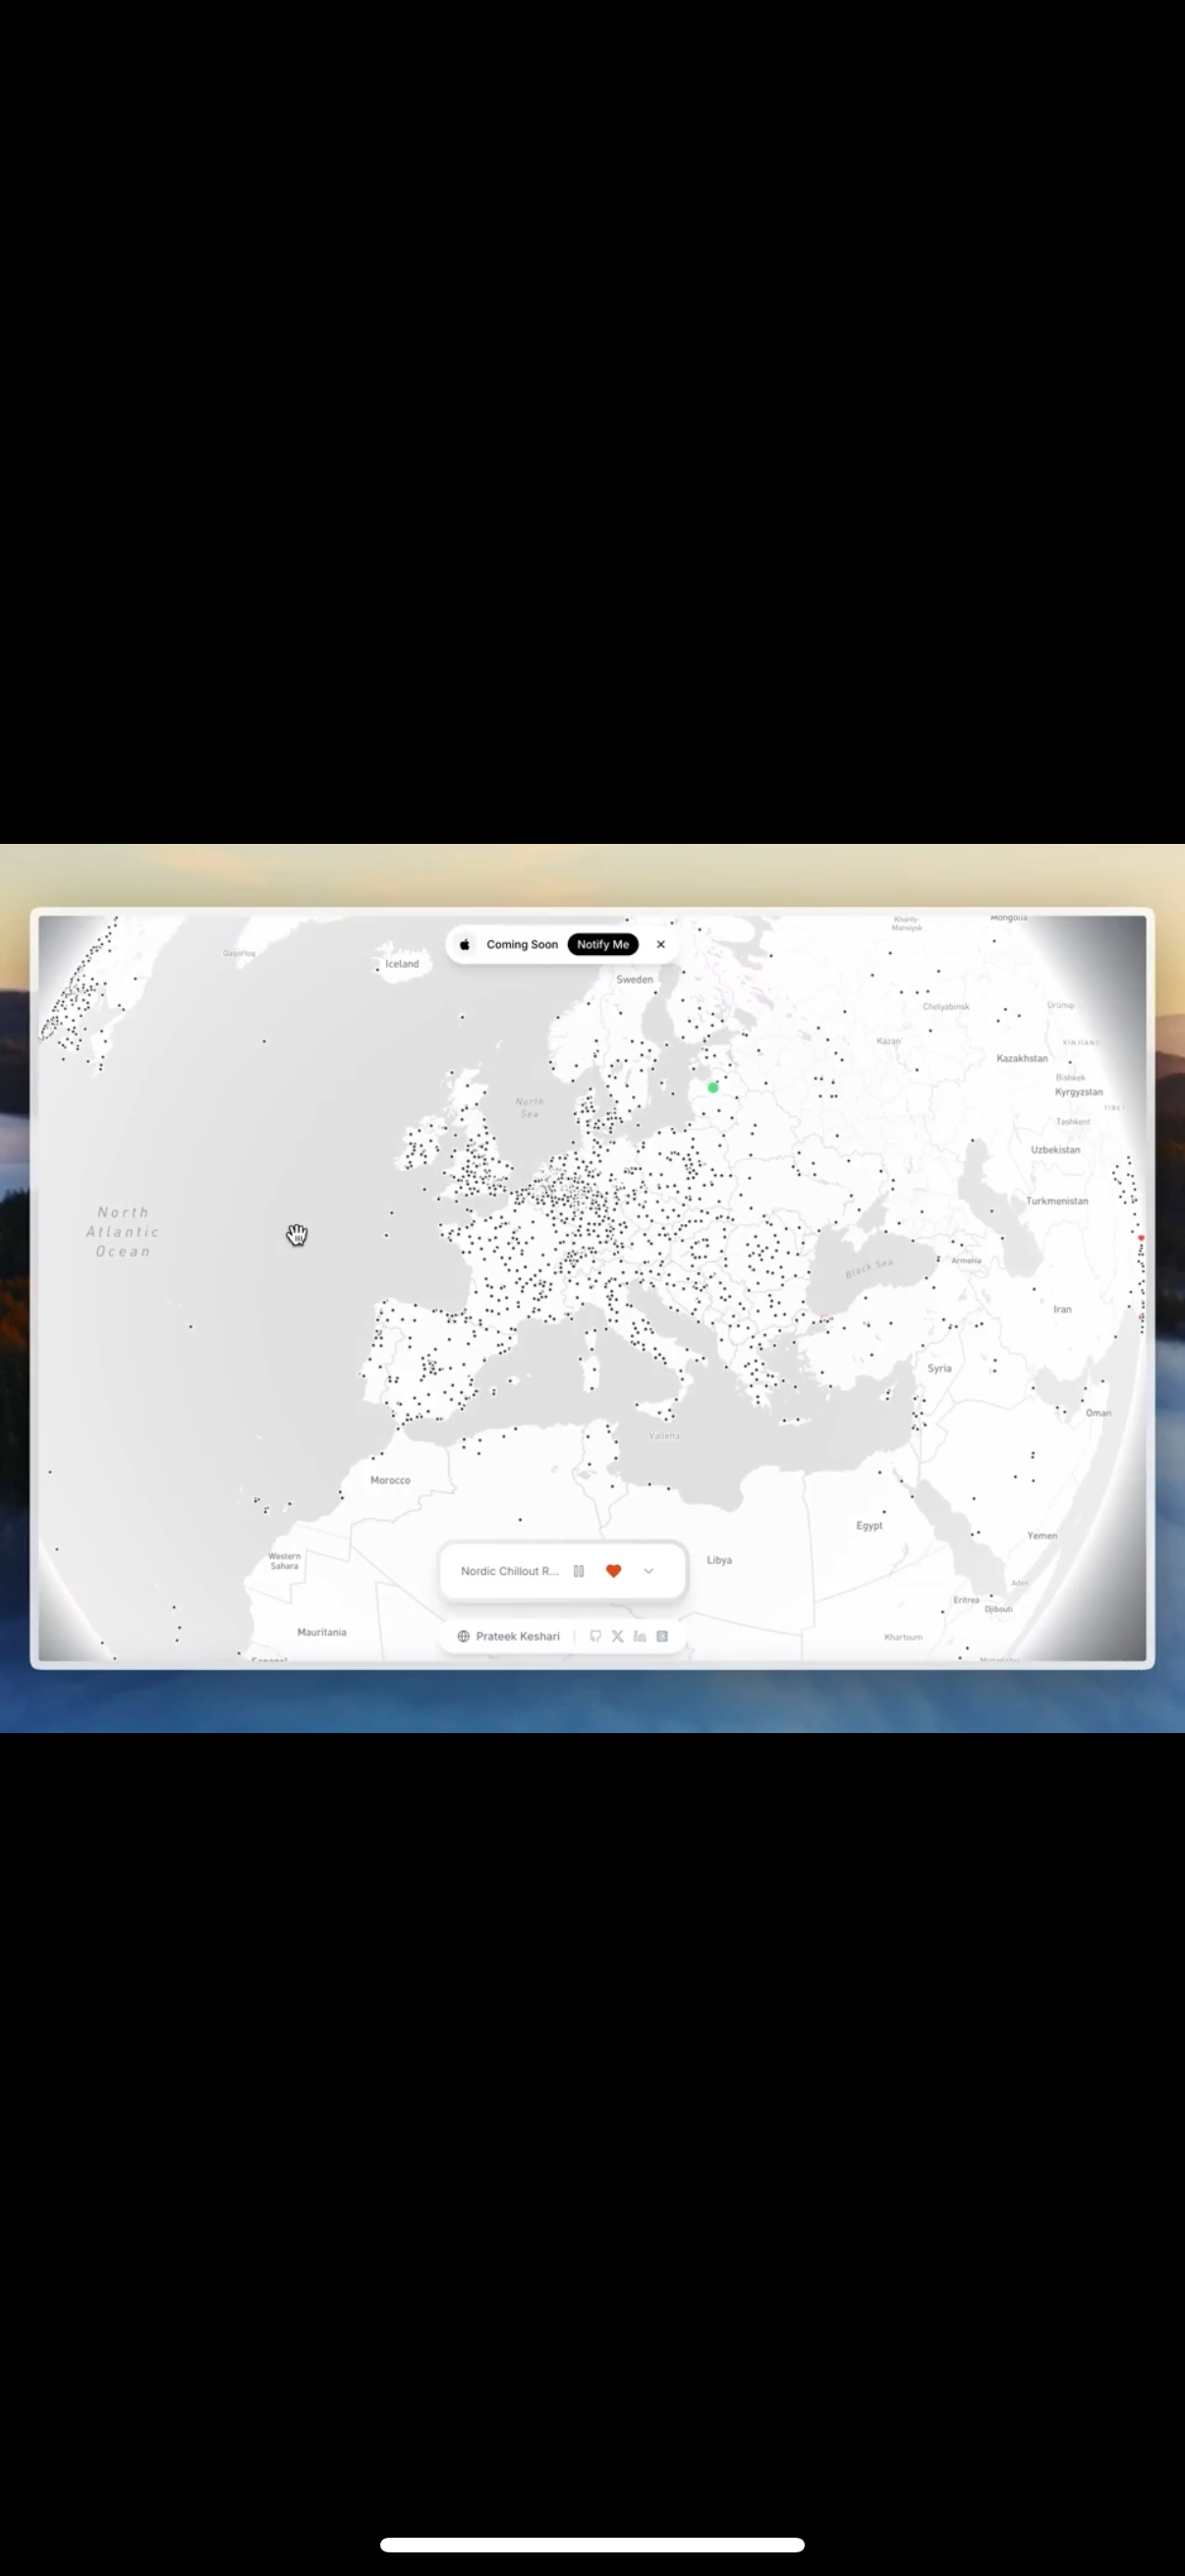 Khanty-
Mansiysk
Mongolia
Qaqortoq
Coming Soon
Notify Me
Iceland
Sweden
Chelyabinsk
Ürümqi
Kazan'
XINJIANG
Kazakhstan
Bishkek
Kyrgyzstan
TIBET
Tashkent
North
Sea
Uzbekistan
Turkmenistan
North
Atlantic
Ocean
Black Sea
Armenia
Iran
Syria
Oman
Valletta
Morocco
Egypt
Yemen
Western
Sahara
Nordic Chillout R...
Libya
Aden
Eritrea
Djibouti
Mauritania
Prateek Keshari
Khartoum